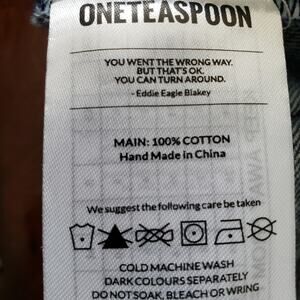 ONETEASPOON
YOU WENT THE WRONG WAY.
BUT THAT'S OK.
YOU CAN TURN AROUND.
- Eddie Eagle Blakey
MAIN: 100% COTTON
Hand Made in China
We suggest the following care be taken
COLD MACHINE WASH
DARK COLOURS SEPARATELY
DO NOT SOAK, BLEACH OR WRING